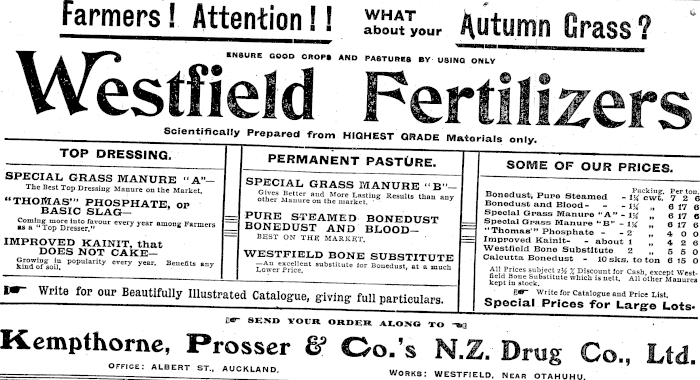 Farmers! Attention!!
WHAT about your
Autumn Grass?
ENSURE GOOD CROPS AND PASTURES BY USING ONLY
Westfield Fertilizers
Scientifically Prepared from HIGHEST GRADE Materials only.
TOP DRESSING.
SPECIAL GRASS MANURE "A"—
The Best Top Dressing Manure on the Market.
"THOMAS" PHOSPHATE, or
BASIC SLAG—
Coming more into favour every year among Farmers
as a "Top Dresser."
IMPROVED KAINIT, that
DOES NOT CAKE—
Growing in popularity every year. Benefits any
kind of soil.
PERMANENT PASTURE.
SPECIAL GRASS MANURE "B"—
Gives Better and More Lasting Results than any
other Manure on the market.
PURE STEAMED BONEDUST
BONEDUST AND BLOOD—
BEST ON THE MARKET.
WESTFIELD BONE SUBSTITUTE
—An excellent substitute for Bonedust, at a much
Lower Price.
SOME OF OUR PRICES.
Packing. Per ton.
Bonedust, Pure Steamed - 1¼ cwt. 7 2 6
Bonedust and Blood- - 1¼ „ 6 17 6
Special Grass Manure "A" - 1¼ „ 6 17 6
Special Grass Manure "B" - 1¼ „ 6 17 6
"Thomas" Phosphate - - 2 „ 4 0 0
Improved Kainit- - about 1 „ 4 2 6
Westfield Bone Substitute 2 „ 5 5 0
Calcutta Bonedust - 10 sks. to ton 6 15 0
All Prices subject 2½ % Discount for Cash, except West-
field Bone Substitute which is nett. All other Manures
kept in stock.
Write for Catalogue and Price List.
Special Prices for Large Lots.
Write for our Beautifully Illustrated Catalogue, giving full particulars.
SEND YOUR ORDER ALONG TO
Kempthorne, Prosser & Co.'s N.Z. Drug Co., Ltd.
OFFICE: ALBERT ST., AUCKLAND.
WORKS: WESTFIELD, NEAR OTAHUHU.